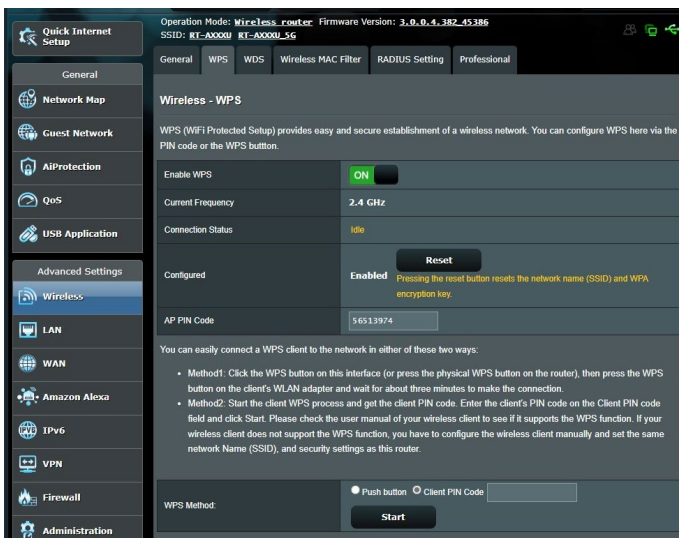 Quick Internet
Setup
Operation Mode: Wireless router Firmware Version: 3.0.0.4.382_45386
SSID: RT-AXXXU RT-AXXXU_5G
General WPS WDS Wireless MAC Filter RADIUS Setting Professional
General
Network Map
Guest Network
AiProtection
QoS
USB Application
Advanced Settings
Wireless
LAN
WAN
Amazon Alexa
IPv6
VPN
Firewall
Administration
Wireless - WPS
WPS (WiFi Protected Setup) provides easy and secure establishment of a wireless network. You can configure WPS here via the
PIN code or the WPS buttton.
Enable WPS ON
Current Frequency 2.4 GHz
Connection Status Idle
Configured Enabled Reset
Pressing the reset button resets the network name (SSID) and WPA
encryption key.
AP PIN Code 56513974
You can easily connect a WPS client to the network in either of these two ways:
• Method1: Click the WPS button on this interface (or press the physical WPS button on the router), then press the WPS
button on the client's WLAN adapter and wait for about three minutes to make the connection.
• Method2: Start the client WPS process and get the client PIN code. Enter the client's PIN code on the Client PIN code
field and click Start. Please check the user manual of your wireless client to see if it supports the WPS function. If your
wireless client does not support the WPS function, you have to configure the wireless client manually and set the same
network Name (SSID), and security settings as this router.
WPS Method: Push button Client PIN Code
Start